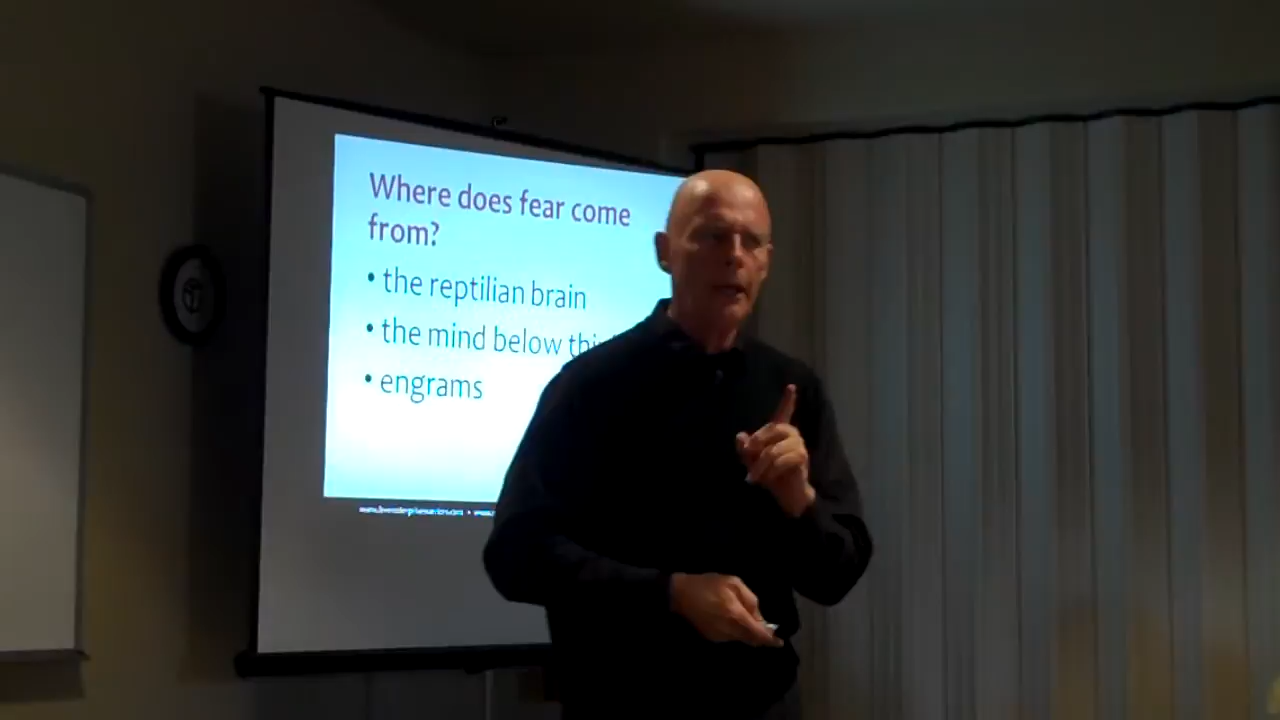 Where does fear come
from?
• the reptilian brain
• the mind below
• engrams